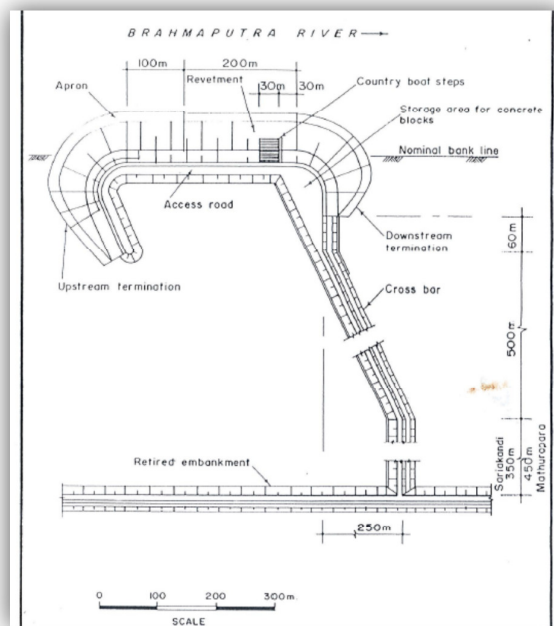 BRAHMAPUTRA RIVER
100m
200m
Revetment
30m
30m
Country boat steps
Apron
Storage area for concrete
blocks
Nominal bank line
Access road
Downstream
termination
60m
Upstream termination
Cross bar
500m
Retired embankment
Sariakandi
350m
450m
Mathurapara
250m
0 100 200 300m.
SCALE